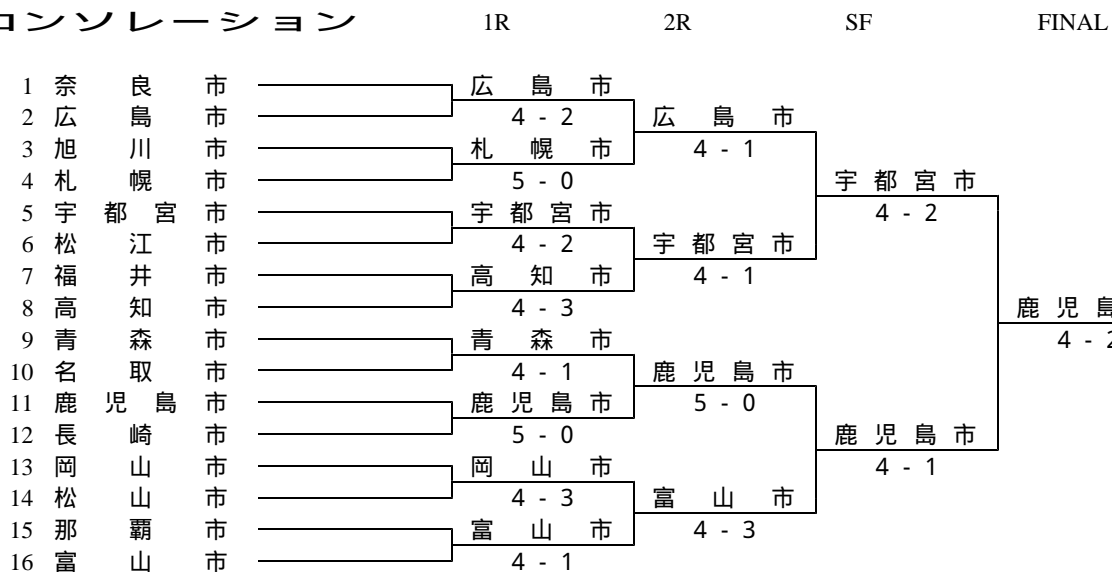 コンソレーション 1R 2R SF FINAL
1 奈良市 広島市
2 広島市 4 - 2 広島市
3 旭川市 札幌市 4 - 1
4 札幌市 5 - 0 宇都宮市
5 宇都宮市 宇都宮市 4 - 2
6 松江市 4 - 2 宇都宮市
7 福井市 高知市 4 - 1
8 高知市 4 - 3 鹿児島
9 青森市 青森市 4 - 2
10 名取市 4 - 1 鹿児島市
11 鹿児島市 鹿児島市 5 - 0
12 長崎市 5 - 0 鹿児島市
13 岡山市 岡山市 4 - 1
14 松山市 4 - 3 富山市
15 那覇市 富山市 4 - 3
16 富山市 4 - 1